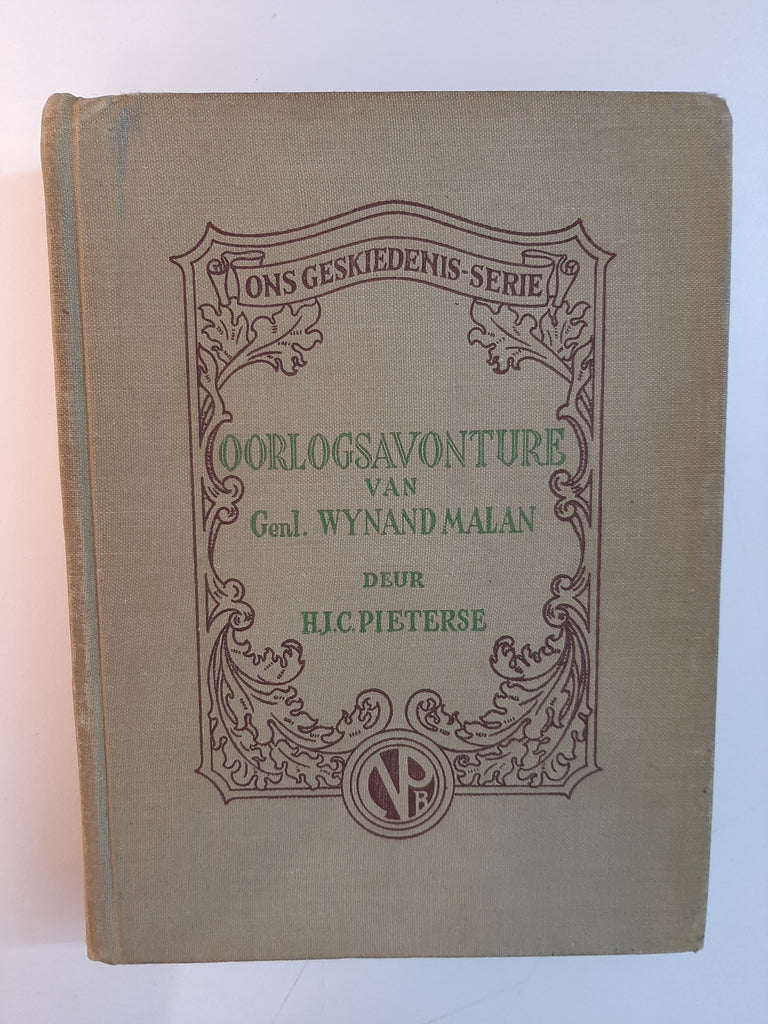 ONS GESKIEDENIS-SERIE
OORLOGSAVONTURE
VAN
Genl. WYNAND MALAN
DEUR
H.J.C. PIETERSE
NPB